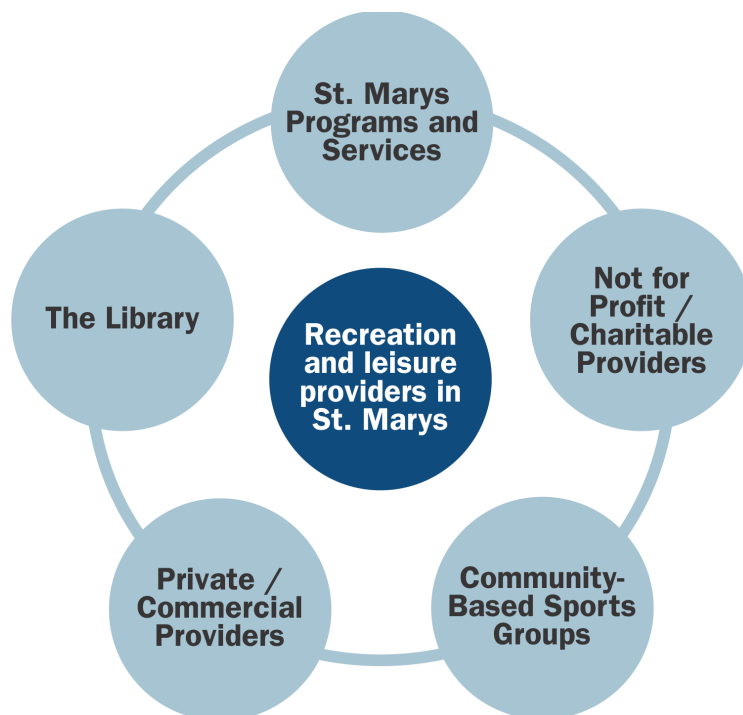 St. Marys
Programs and
Services
Not for
Profit /
Charitable
Providers
The Library
Recreation
and leisure
providers in
St. Marys
Private /
Commercial
Providers
Community-
Based Sports
Groups